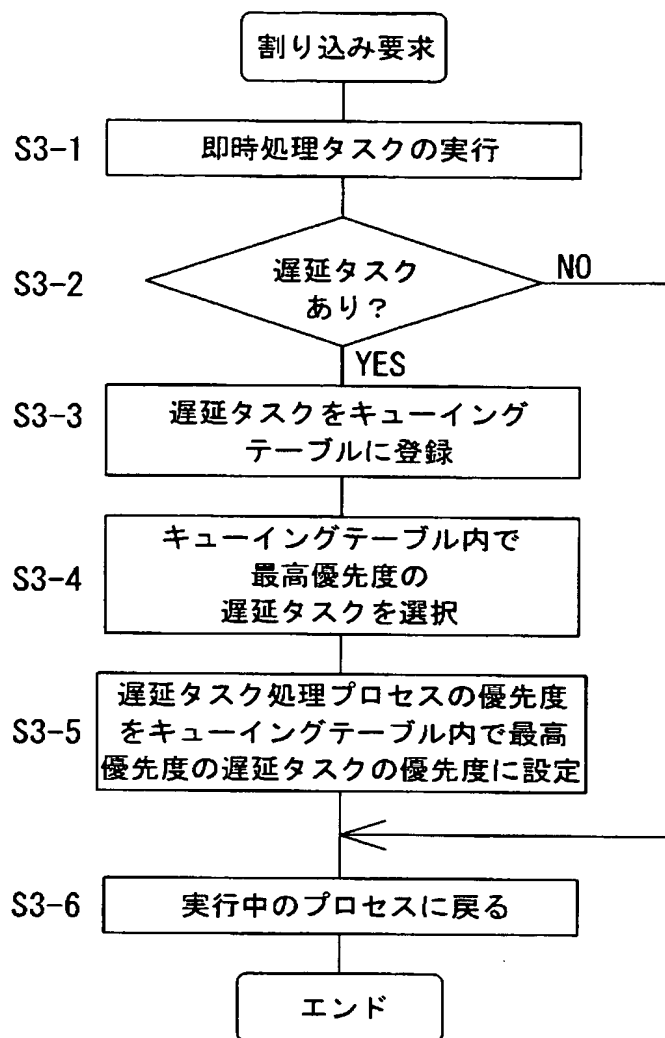 割り込み要求
S3-1
即時処理タスクの実行
S3-2
遅延タスク
あり?
NO
YES
S3-3
遅延タスクをキューイング
テーブルに登録
S3-4
キューイングテーブル内で
最高優先度の
遅延タスクを選択
S3-5
遅延タスク処理プロセスの優先度
をキューイングテーブル内で最高
優先度の遅延タスクの優先度に設定
S3-6
実行中のプロセスに戻る
エンド